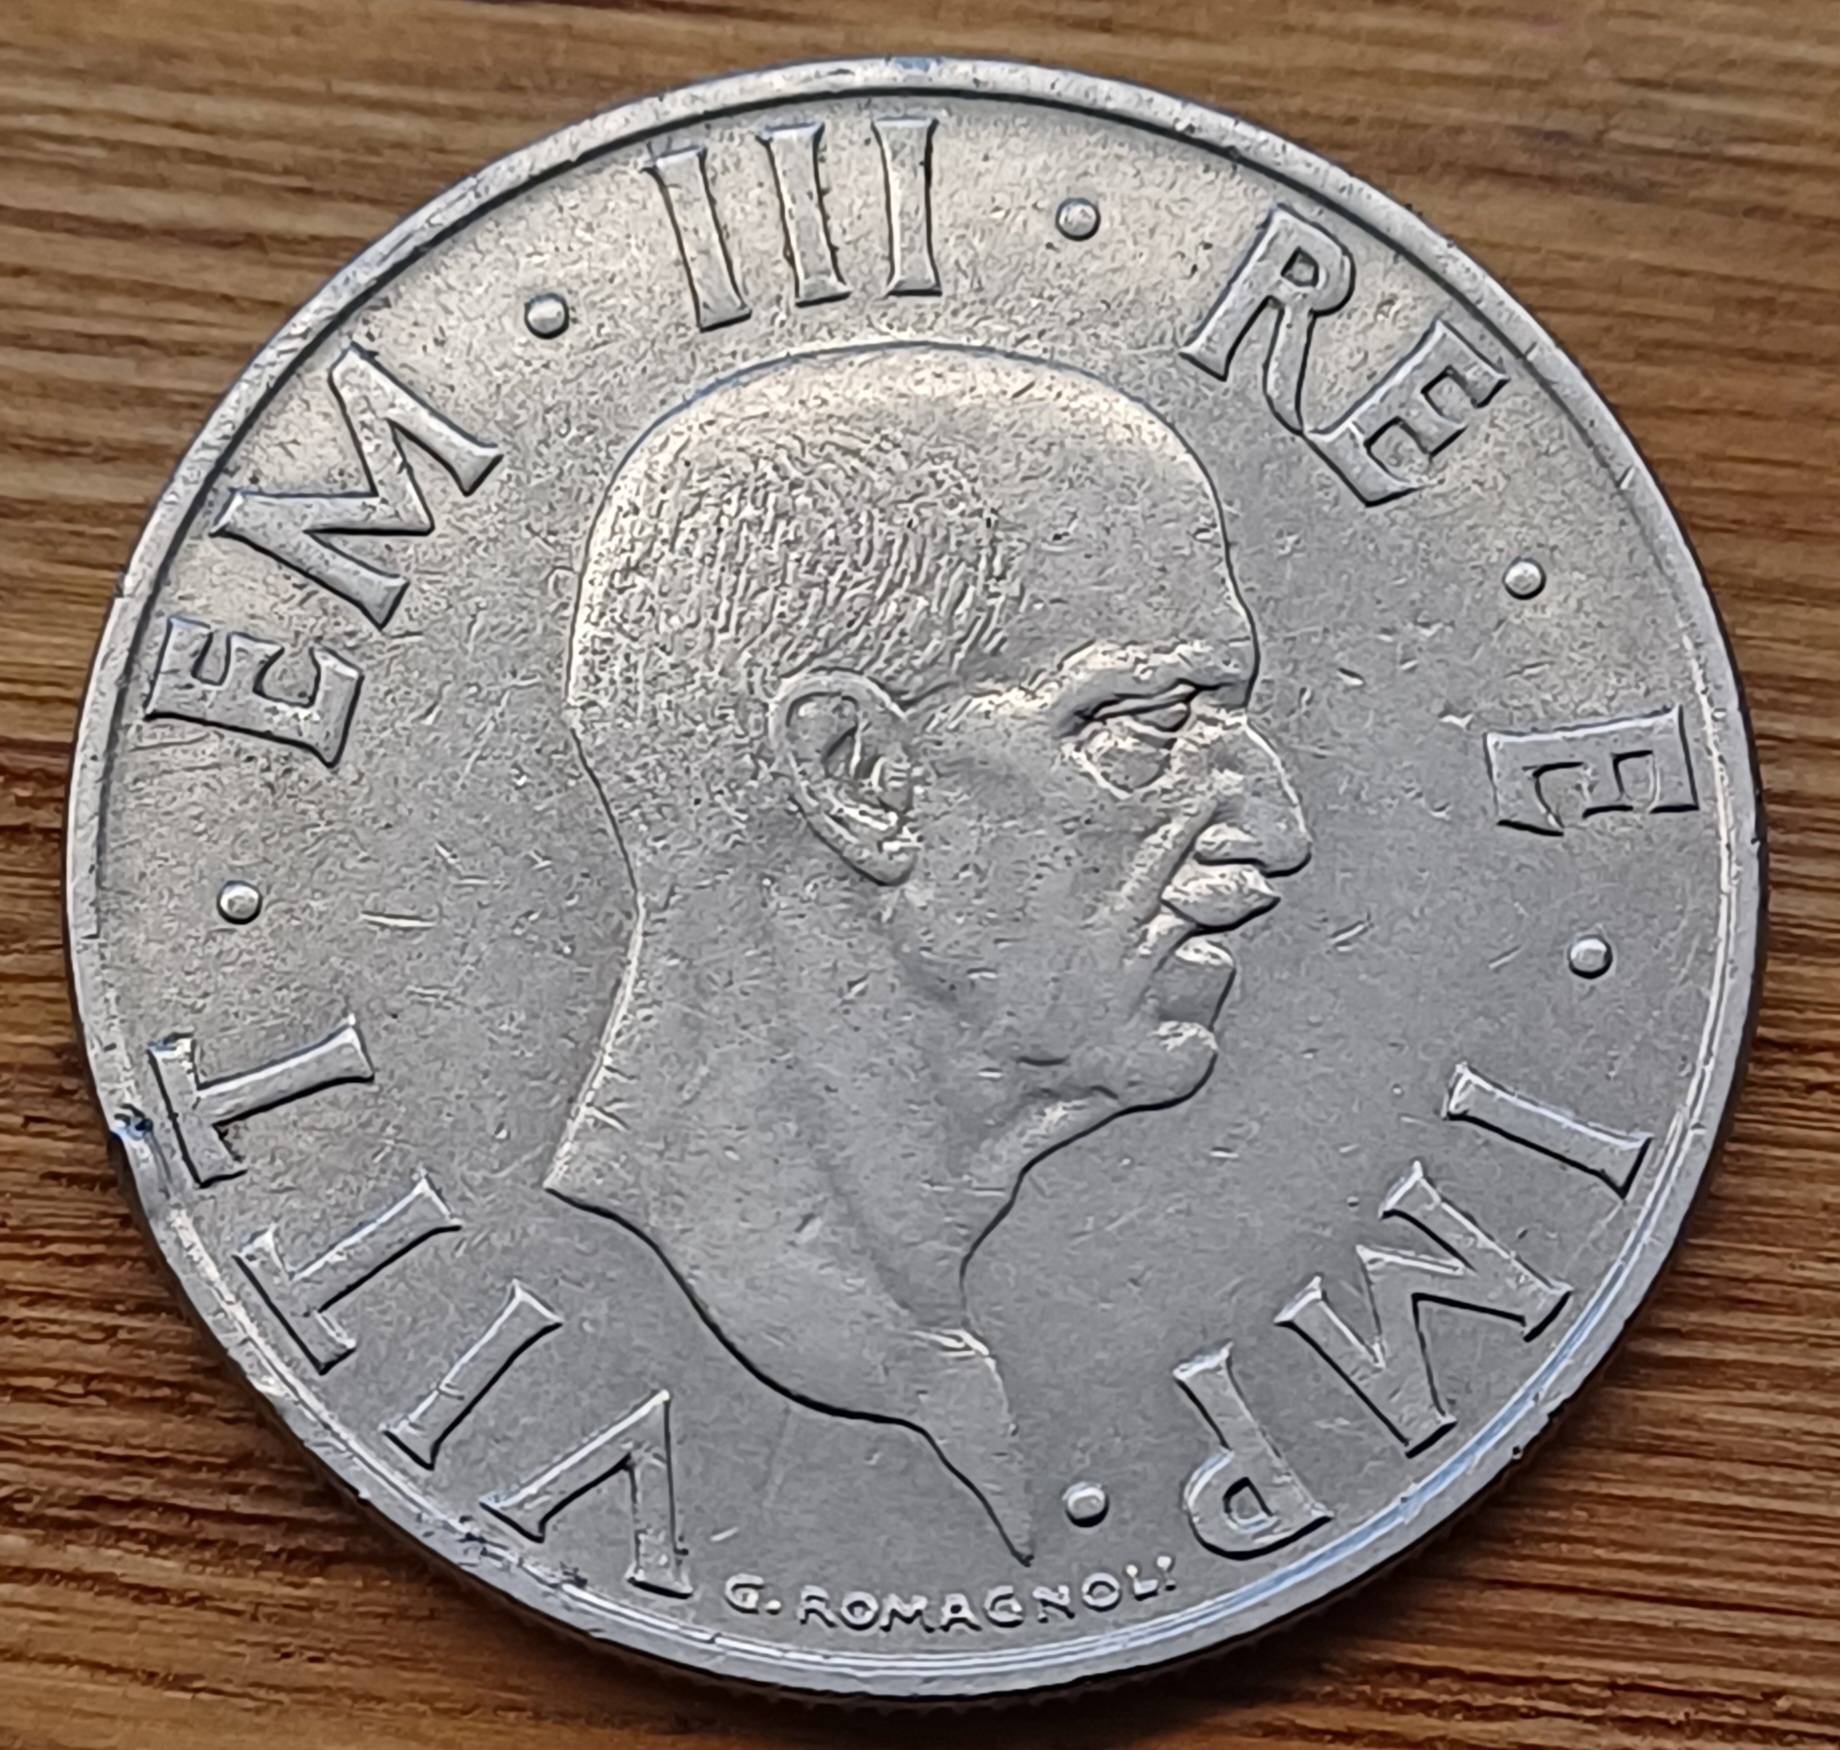 VITT · EM · III · RE · E · IMP ·
G. ROMAGNOLI